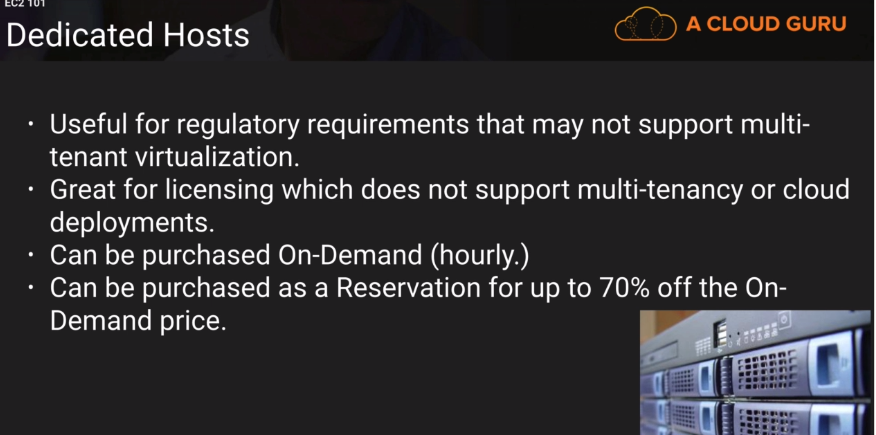 EC2 101
Dedicated Hosts
A CLOUD GURU
· Useful for regulatory requirements that may not support multi-
tenant virtualization.
· Great for licensing which does not support multi-tenancy or cloud
deployments.
· Can be purchased On-Demand (hourly.)
· Can be purchased as a Reservation for up to 70% off the On-
Demand price.